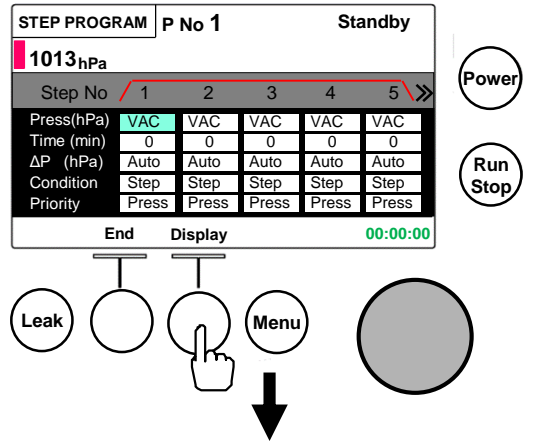 STEP PROGRAM P No 1 Standby
1013 hPa
Step No 1 2 3 4 5 »
Press(hPa) VAC VAC VAC VAC VAC
Time (min) 0 0 0 0 0
ΔP (hPa) Auto Auto Auto Auto Auto
Condition Step Step Step Step Step
Priority Press Press Press Press Press
End Display 00:00:00
Power
Run
Stop
Leak
Menu